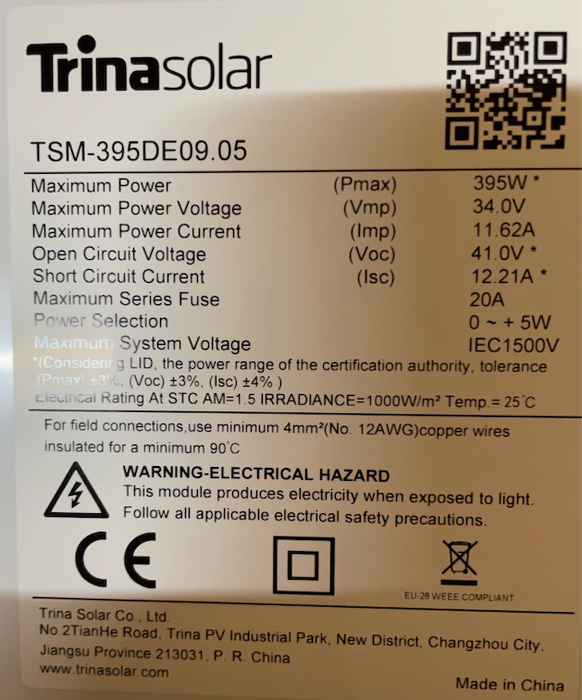 Trinasolar
TSM-395DE09.05
Maximum Power (Pmax) 395W *
Maximum Power Voltage (Vmp) 34.0V
Maximum Power Current (Imp) 11.62A
Open Circuit Voltage (Voc) 41.0V *
Short Circuit Current (Isc) 12.21A *
Maximum Series Fuse 20A
Power Selection 0 ~ + 5W
Maximum System Voltage IEC1500V
*(Considering LID, the power range of the certification authority, tolerance
(Pmax) ±3%, (Voc) ±3%, (Isc) ±4% )
Electrical Rating At STC AM=1.5 IRRADIANCE=1000W/m² Temp.= 25°C
For field connections,use minimum 4mm²(No. 12AWG)copper wires
insulated for a minimum 90°C
WARNING-ELECTRICAL HAZARD
This module produces electricity when exposed to light.
Follow all applicable electrical safety precautions.
CE
EU-28 WEEE COMPLIANT
Trina Solar Co., Ltd.
No.2TianHe Road, Trina PV Industrial Park, New District, Changzhou City,
Jiangsu Province 213031, P. R. China
www.trinasolar.com
Made in China